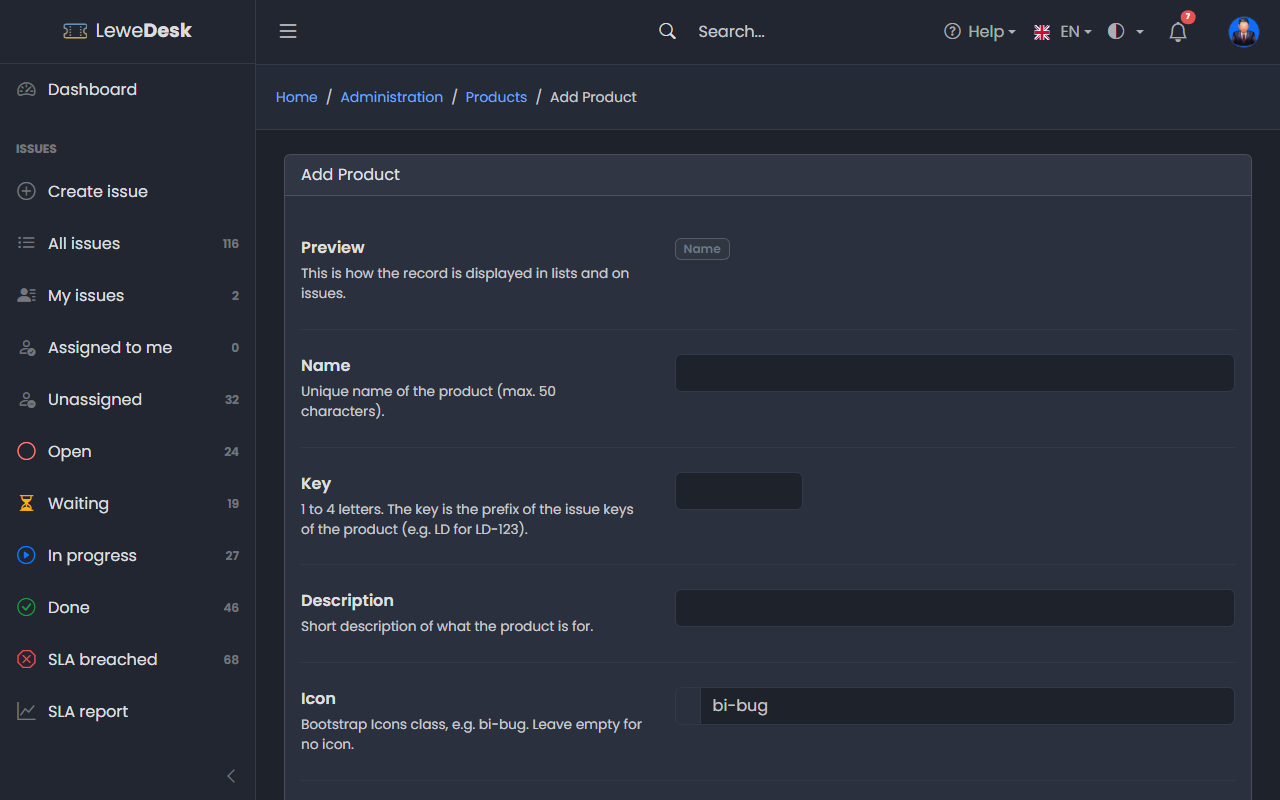 LeweDesk
Search...
Help
EN
7
Dashboard
Home / Administration / Products / Add Product
ISSUES
Create issue
All issues 116
My issues 2
Assigned to me 0
Unassigned 32
Open 24
Waiting 19
In progress 27
Done 46
SLA breached 68
SLA report
Add Product
Preview
This is how the record is displayed in lists and on
issues.
Name
Name
Unique name of the product (max. 50
characters).
Key
1 to 4 letters. The key is the prefix of the issue keys
of the product (e.g. LD for LD-123).
Description
Short description of what the product is for.
Icon
Bootstrap Icons class, e.g. bi-bug. Leave empty for
no icon.
bi-bug